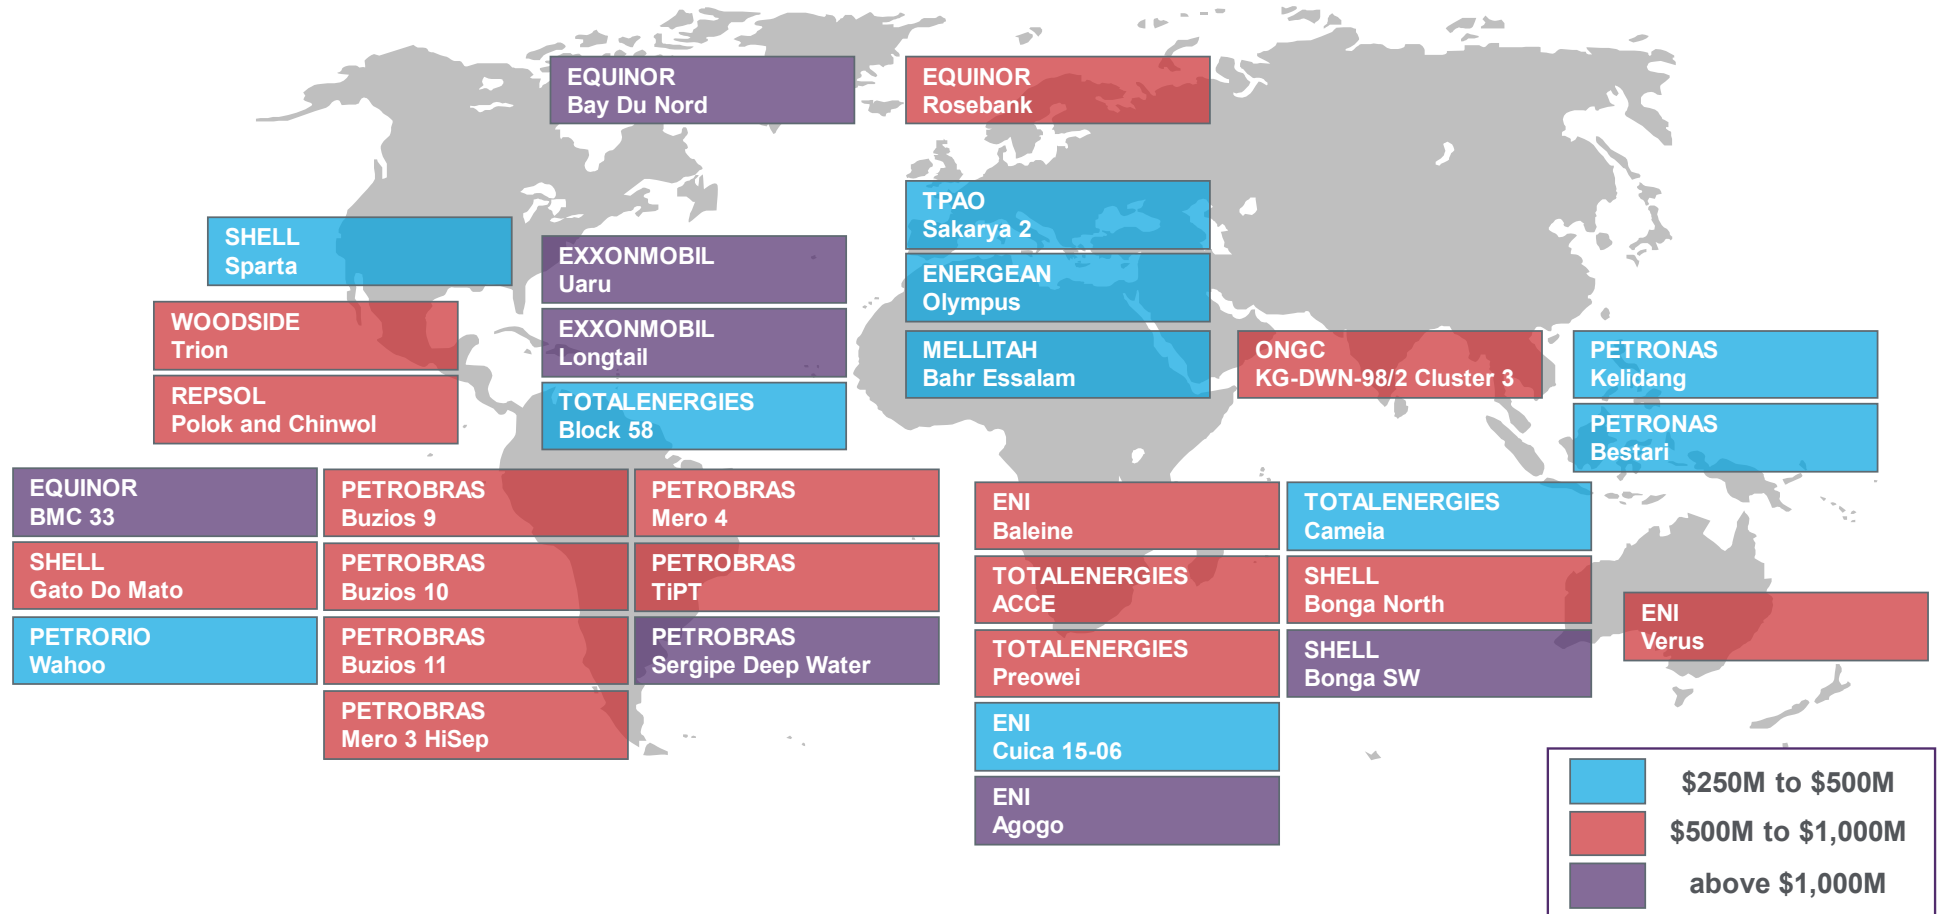 EQUINOR
Bay Du Nord
EQUINOR
Rosebank
TPAO
Sakarya 2
SHELL
Sparta
EXXONMOBIL
Uaru
ENERGEAN
Olympus
WOODSIDE
Trion
EXXONMOBIL
Longtail
MELLITAH
Bahr Essalam
ONGC
KG-DWN-98/2 Cluster 3
PETRONAS
Kelidang
REPSOL
Polok and Chinwol
TOTALENERGIES
Block 58
PETRONAS
Bestari
EQUINOR
BMC 33
PETROBRAS
Buzios 9
PETROBRAS
Mero 4
SHELL
Gato Do Mato
PETROBRAS
Buzios 10
PETROBRAS
TiPT
PETRORIO
Wahoo
PETROBRAS
Buzios 11
PETROBRAS
Sergipe Deep Water
PETROBRAS
Mero 3 HiSep
ENI
Baleine
TOTALENERGIES
Cameia
TOTALENERGIES
ACCE
SHELL
Bonga North
TOTALENERGIES
Preowei
SHELL
Bonga SW
ENI
Verus
ENI
Cuica 15-06
ENI
Agogo
$250M to $500M
$500M to $1,000M
above $1,000M